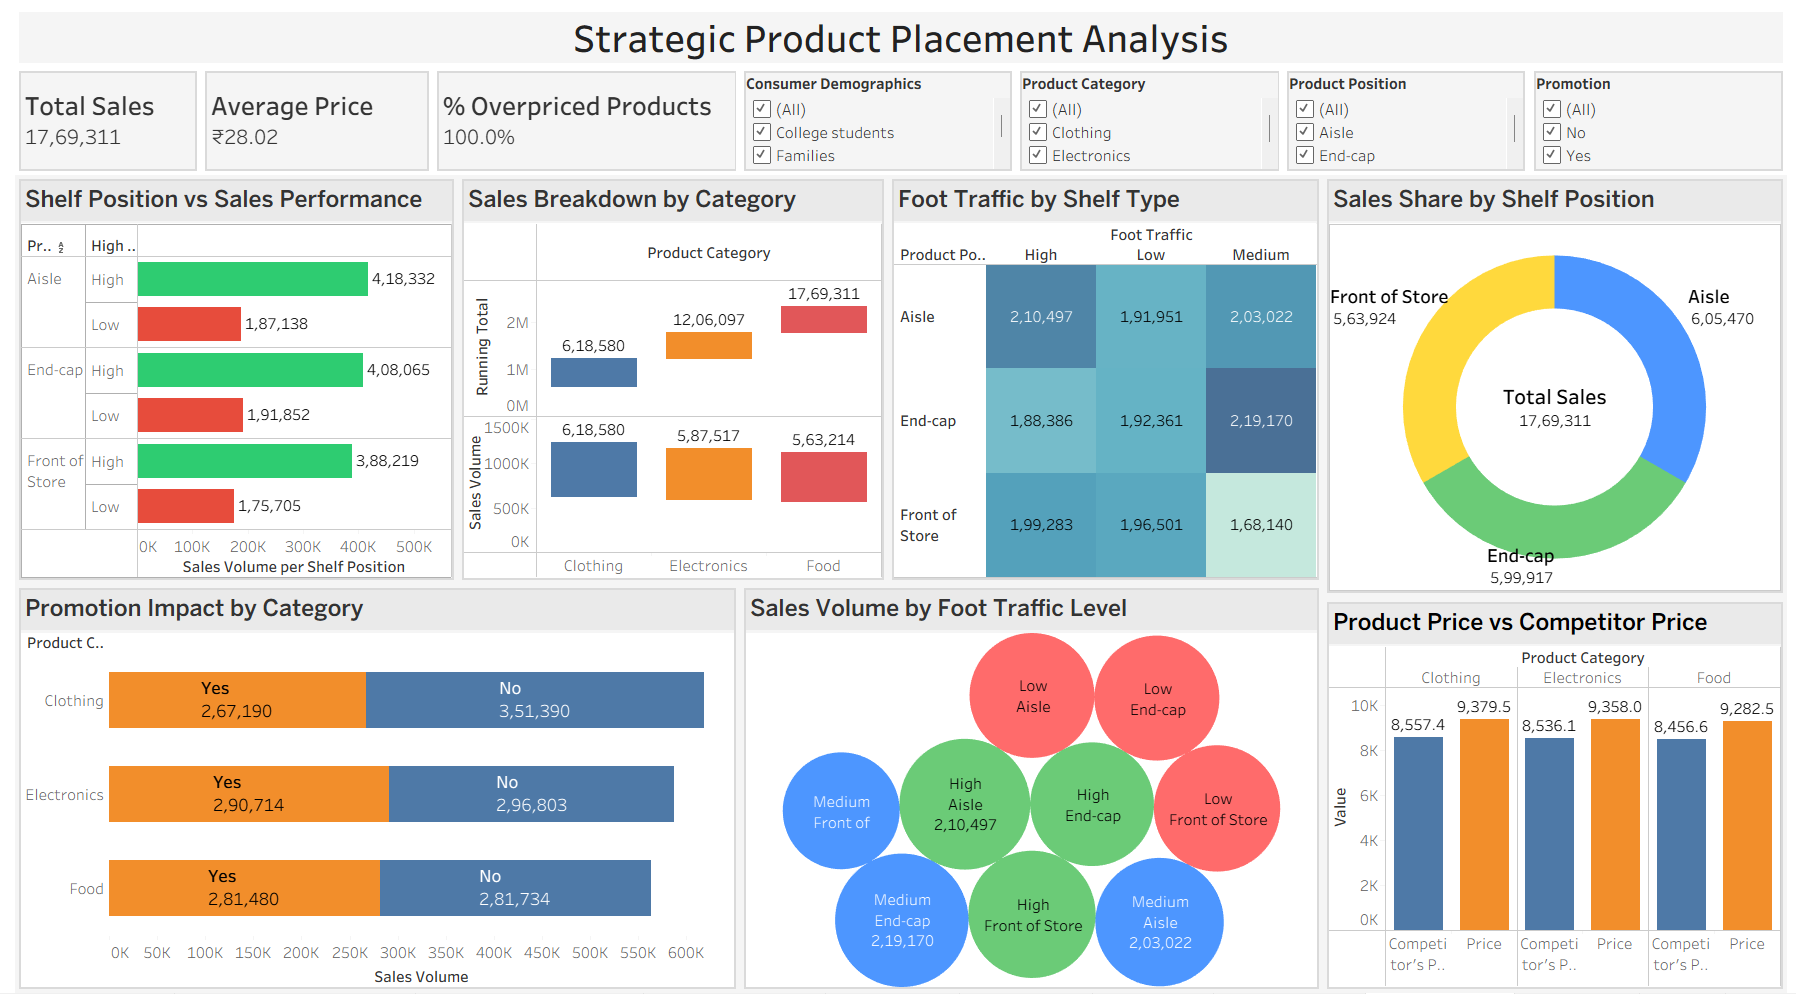 Strategic Product Placement Analysis
Total Sales
17,69,311
Average Price
₹28.02
% Overpriced Products
100.0%
Consumer Demographics
(All)
College students
Families
Product Category
(All)
Clothing
Electronics
Product Position
(All)
Aisle
End-cap
Promotion
(All)
No
Yes
Shelf Position vs Sales Performance
Pr.. High ..
Aisle High 4,18,332
Low 1,87,138
End-cap High 4,08,065
Low 1,91,852
Front of
Store
High 3,88,219
Low 1,75,705
0K 100K 200K 300K 400K 500K
Sales Volume per Shelf Position
Sales Breakdown by Category
Product Category
Running Total
2M
1M
0M
6,18,580
12,06,097
17,69,311
Sales Volume
1500K
1000K
500K
0K
6,18,580
5,87,517
5,63,214
Clothing Electronics Food
Foot Traffic by Shelf Type
Foot Traffic
Product Po.. High Low Medium
Aisle 2,10,497 1,91,951 2,03,022
End-cap 1,88,386 1,92,361 2,19,170
Front of
Store
1,99,283 1,96,501 1,68,140
Sales Share by Shelf Position
Front of Store
5,63,924
Aisle
6,05,470
Total Sales
17,69,311
End-cap
5,99,917
Promotion Impact by Category
Product C..
Clothing
Yes
2,67,190
No
3,51,390
Electronics
Yes
2,90,714
No
2,96,803
Food
Yes
2,81,480
No
2,81,734
0K 50K 100K 150K 200K 250K 300K 350K 400K 450K 500K 550K 600K
Sales Volume
Sales Volume by Foot Traffic Level
Low
Aisle
Low
End-cap
Medium
Front of
High
Aisle
2,10,497
High
End-cap
Low
Front of Store
Medium
End-cap
2,19,170
High
Front of Store
Medium
Aisle
2,03,022
Product Price vs Competitor Price
Product Category
Clothing Electronics Food
Value
10K
8K
6K
4K
2K
0K
8,557.4
9,379.5
8,536.1
9,358.0
8,456.6
9,282.5
Competi
tor's P..
Price
Competi
tor's P..
Price
Competi
tor's P..
Price